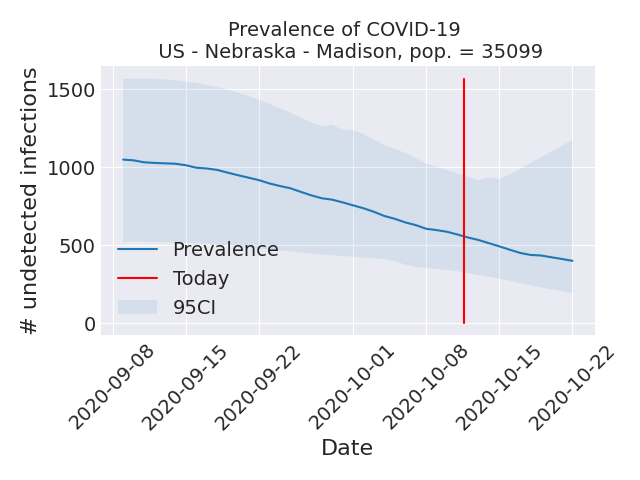 Prevalence of COVID-19
US - Nebraska - Madison, pop. = 35099
# undetected infections
1500
1000
500
0
Prevalence
Today
95CI
2020-09-08
2020-09-15
2020-09-22
2020-10-01
2020-10-08
2020-10-15
2020-10-22
Date